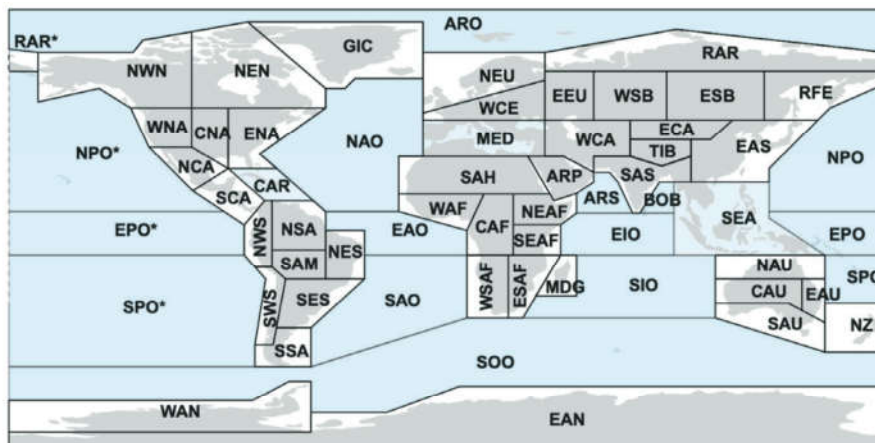 ARO
RAR*
GIC
RAR
NWN
NEN
NEU
RFE
WCE
EEU
WSB
ESB
WNA
CNA
ENA
NAO
MED
WCA
ECA
EAS
NPO*
NCA
TIB
NPO
SCA
CAR
SAH
ARP
SAS
ARS
BOB
WAF
NEAF
SEA
EPO*
NWS
NSA
EAO
CAF
SEAF
EIO
EPO
NES
SAM
NAU
SPO
SPO*
SWS
SES
SAO
WSAF
ESAF
MDG
SIO
CAU
EAU
SAU
NZ
SSA
SOO
WAN
EAN